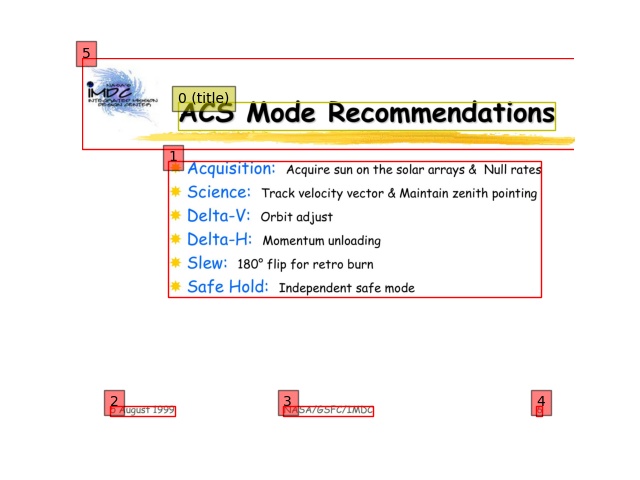 5
0 (title)
IMDC
INTEGRATED MISSION
DESIGN CENTER
ACS Mode Recommendations
1
Acquisition: Acquire sun on the solar arrays & Null rates
Science: Track velocity vector & Maintain zenith pointing
Delta-V: Orbit adjust
Delta-H: Momentum unloading
Slew: 180° flip for retro burn
Safe Hold: Independent safe mode
2
3
4
August 1999
NASA/GSFC/IMDC